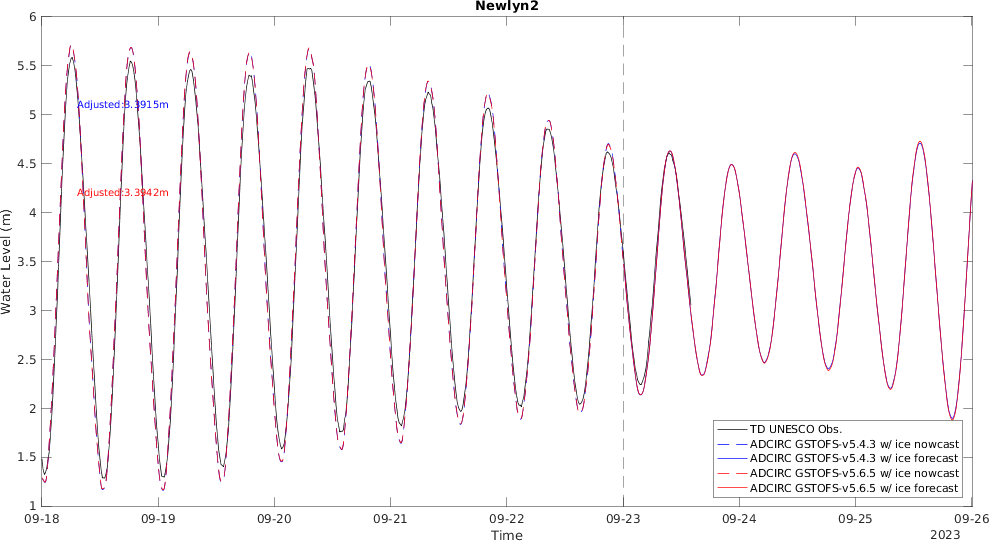 Newlyn2
6
5.5
5
4.5
4
3.5
3
2.5
2
1.5
1
Water Level (m)
Adjusted:3.3915m
Adjusted:3.3942m
TD UNESCO Obs.
ADCIRC GSTOFS-v5.4.3 w/ ice nowcast
ADCIRC GSTOFS-v5.4.3 w/ ice forecast
ADCIRC GSTOFS-v5.6.5 w/ ice nowcast
ADCIRC GSTOFS-v5.6.5 w/ ice forecast
09-18 09-19 09-20 09-21 09-22 09-23 09-24 09-25 09-26
Time
2023